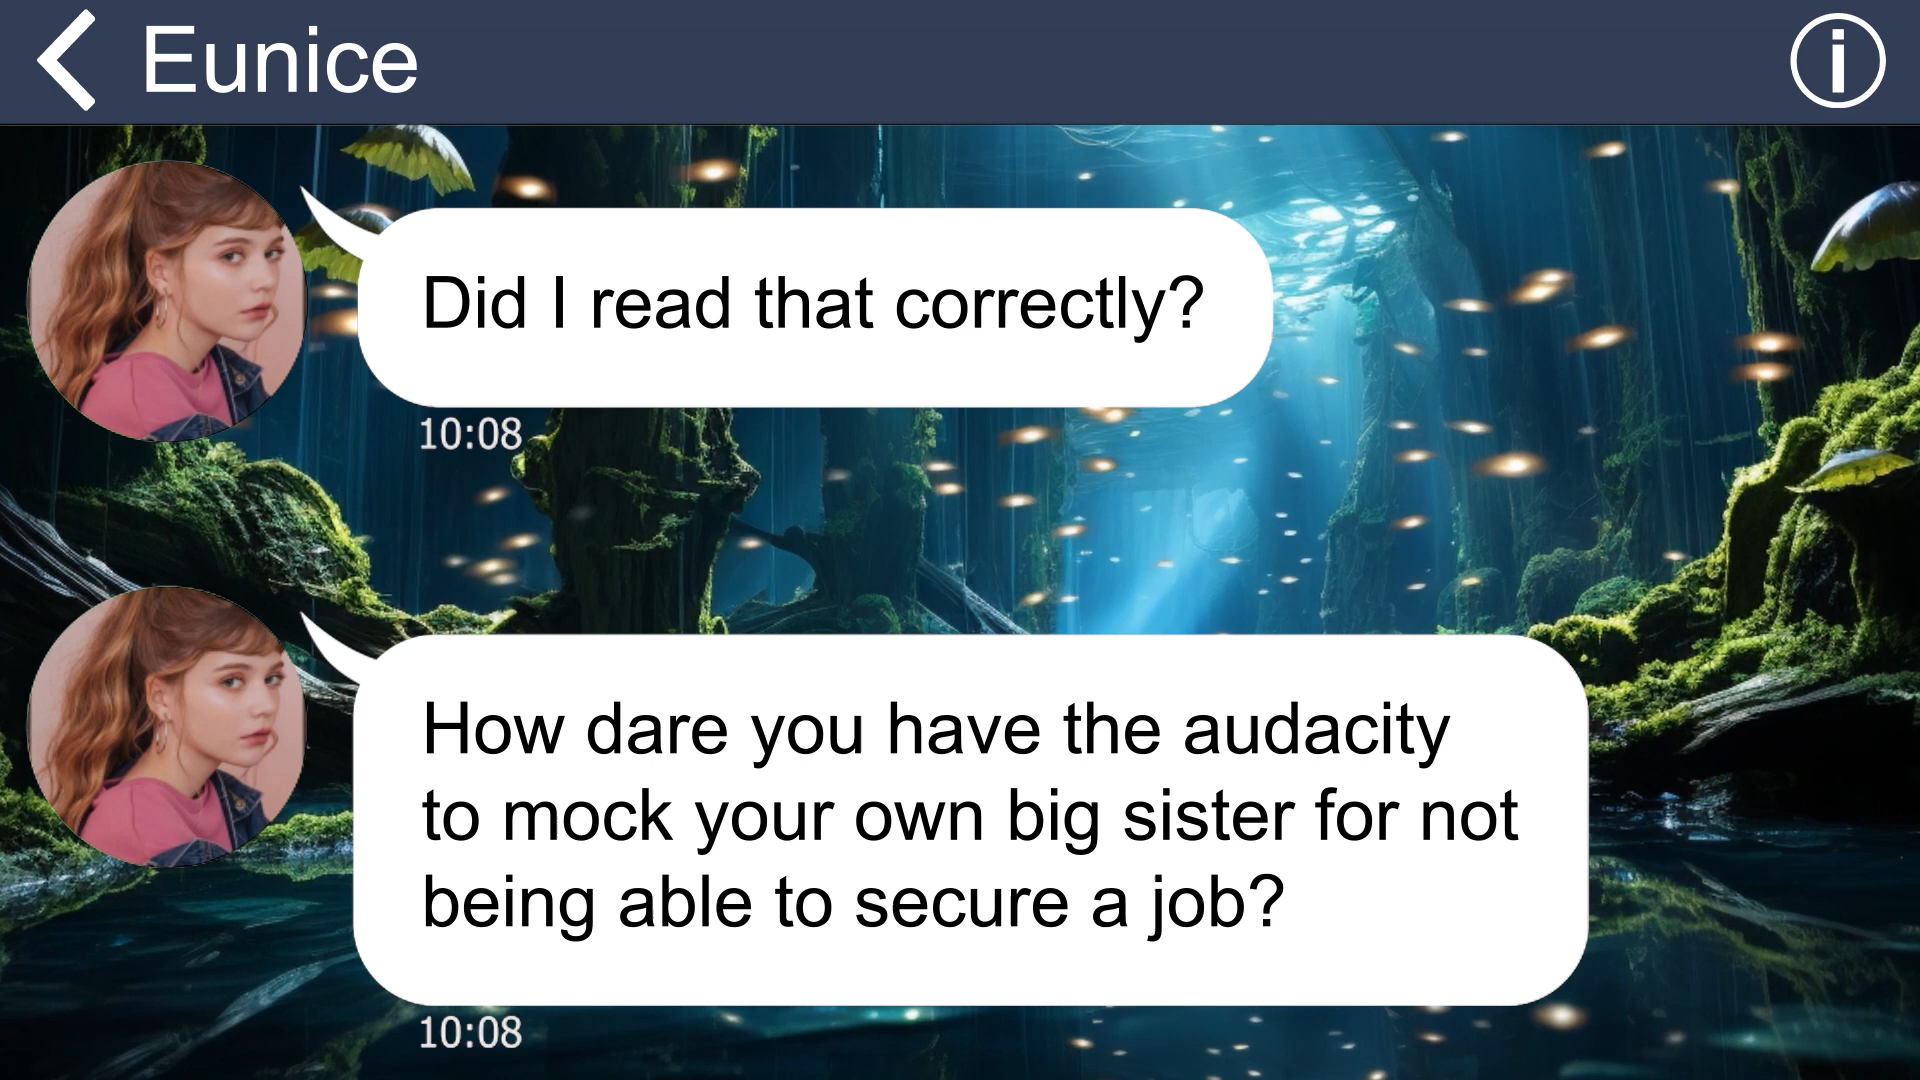 Eunice
Did I read that correctly?
10:08
How dare you have the audacity
to mock your own big sister for not
being able to secure a job?
10:08